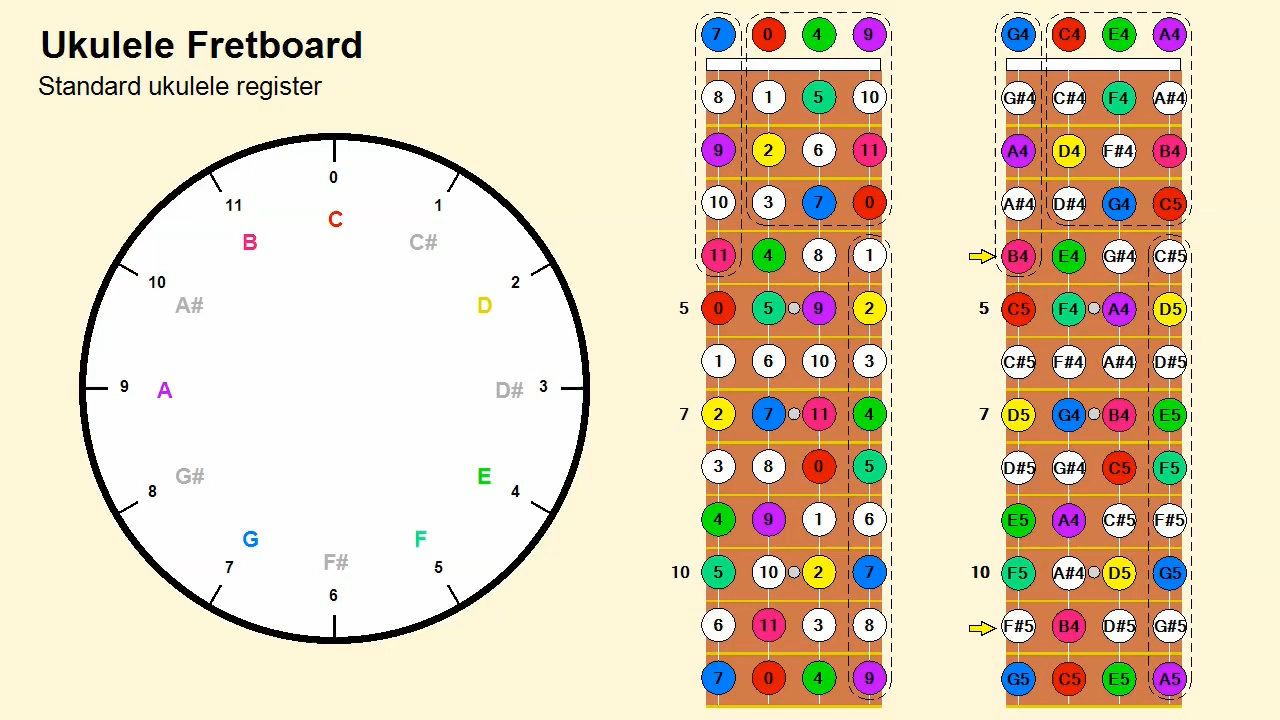 Ukulele Fretboard
Standard ukulele register
0
11 1
C
B C#
10 2
A# D
9 A D# 3
G# E
8 4
G F
F#
7 5
6
7 0 4 9
8 1 5 10
9 2 6 11
10 3 7 0
11 4 8 1
5 0 5 9 2
1 6 10 3
7 2 7 11 4
3 8 0 5
4 9 1 6
10 5 10 2 7
6 11 3 8
7 0 4 9
G4 C4 E4 A4
G#4 C#4 F4 A#4
A4 D4 F#4 B4
A#4 D#4 G4 C5
B4 E4 G#4 C#5
5 C5 F4 A4 D5
C#5 F#4 A#4 D#5
7 D5 G4 B4 E5
D#5 G#4 C5 F5
E5 A4 C#5 F#5
10 F5 A#4 D5 G5
F#5 B4 D#5 G#5
G5 C5 E5 A5